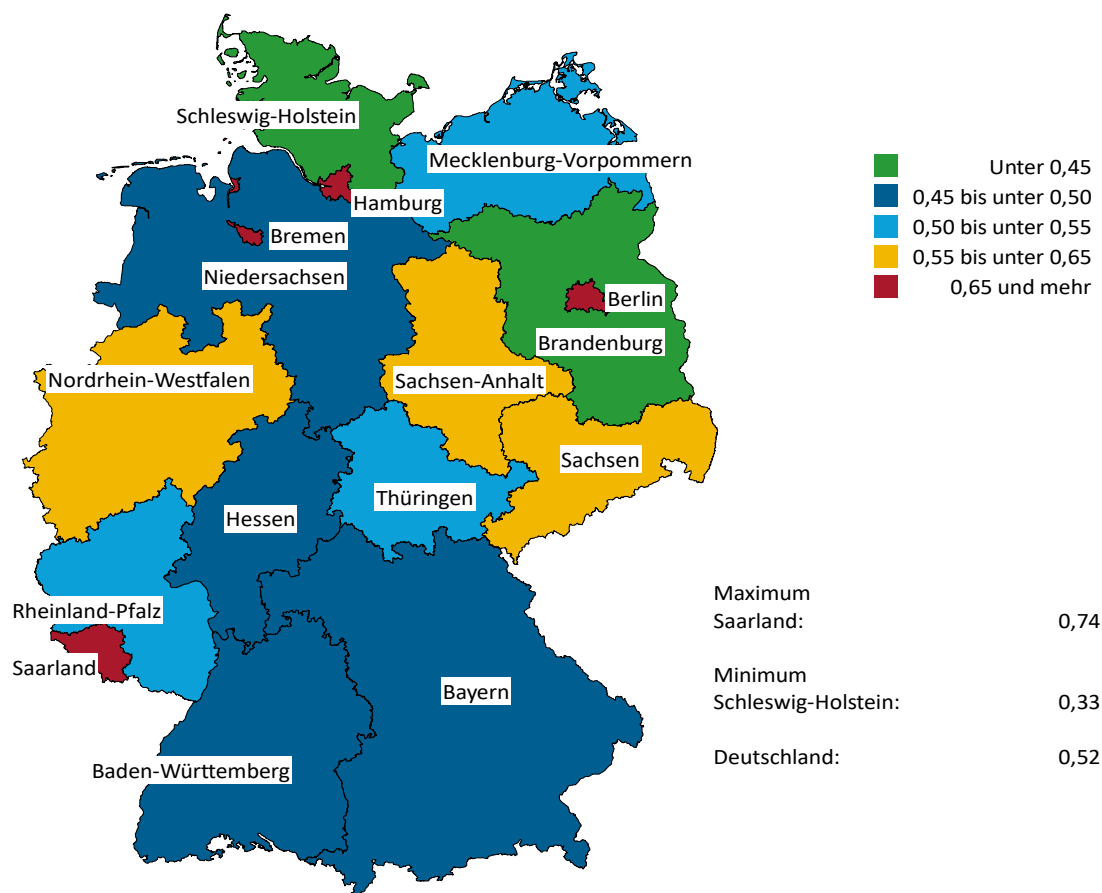 Schleswig-Holstein
Mecklenburg-Vorpommern
Hamburg
Bremen
Niedersachsen
Berlin
Brandenburg
Nordrhein-Westfalen
Sachsen-Anhalt
Sachsen
Thüringen
Hessen
Rheinland-Pfalz
Saarland
Bayern
Baden-Württemberg
Unter 0,45
0,45 bis unter 0,50
0,50 bis unter 0,55
0,55 bis unter 0,65
0,65 und mehr
Maximum
Saarland: 0,74
Minimum
Schleswig-Holstein: 0,33
Deutschland: 0,52